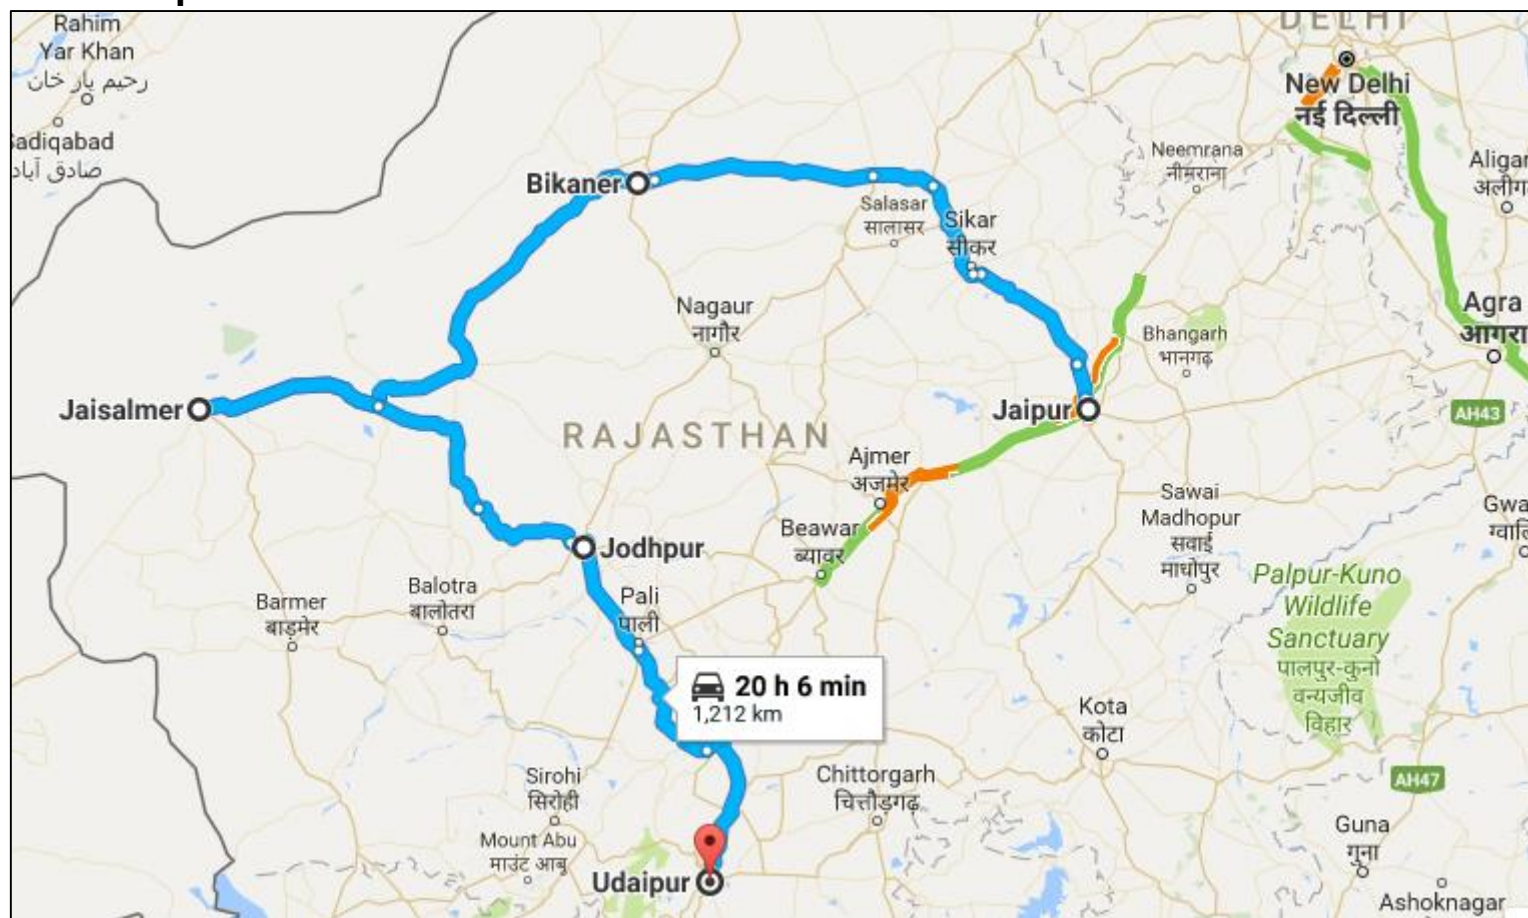 DELHI
Rahim
Yar Khan
رحیم یار خان
New Delhi
नई दिल्ली
Sadiqabad
صادق آباد
Neemrana
नीमराना
Aligar
अलीग
Bikaner
Salasar
सालासर
Sikar
सीकर
Nagaur
नागौर
Agra
आगरा
Bhangarh
भानगढ़
Jaisalmer
Jaipur
AH43
RAJASTHAN
Ajmer
अजमेर
Sawai
Madhopur
सवाई
माधोपुर
Gwa
ग्वालि
Beawar
ब्यावर
Jodhpur
Palpur-Kuno
Wildlife
Sanctuary
पालपुर-कुनो
वन्यजीव
विहार
Balotra
बालोतरा
Pali
पाली
Barmer
बाड़मेर
20 h 6 min
1,212 km
Kota
कोटा
Sirohi
सिरोही
Chittorgarh
चित्तौड़गढ़
AH47
Mount Abu
माउंट आबू
Guna
गुना
Udaipur
Ashoknagar